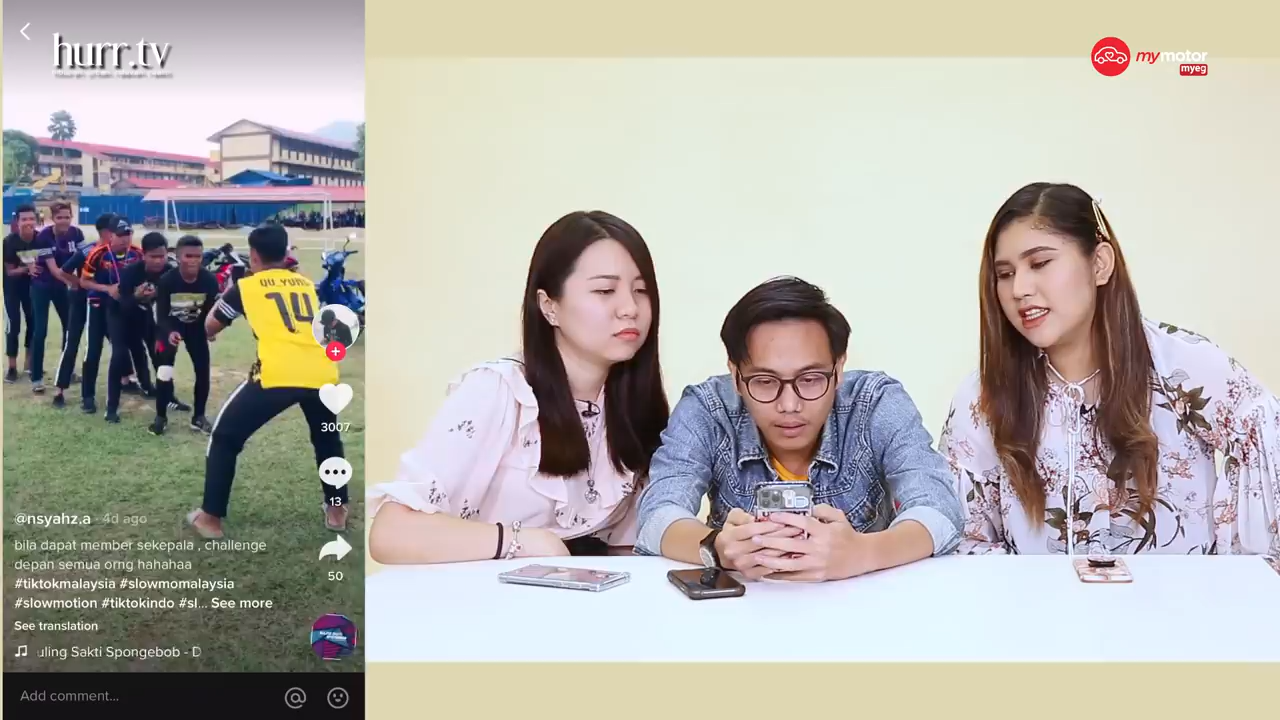 hurr.tv
mymotor
myeg
QU_YUNG
14
3007
13
@nsyahz.a · 4d ago
bila dapat member sekepala , challenge
depan semua orng hahahaa
#tiktokmalaysia #slowmomalaysia
#slowmotion #tiktokindo #sl... See more
50
See translation
uling Sakti Spongebob - D
Add comment...